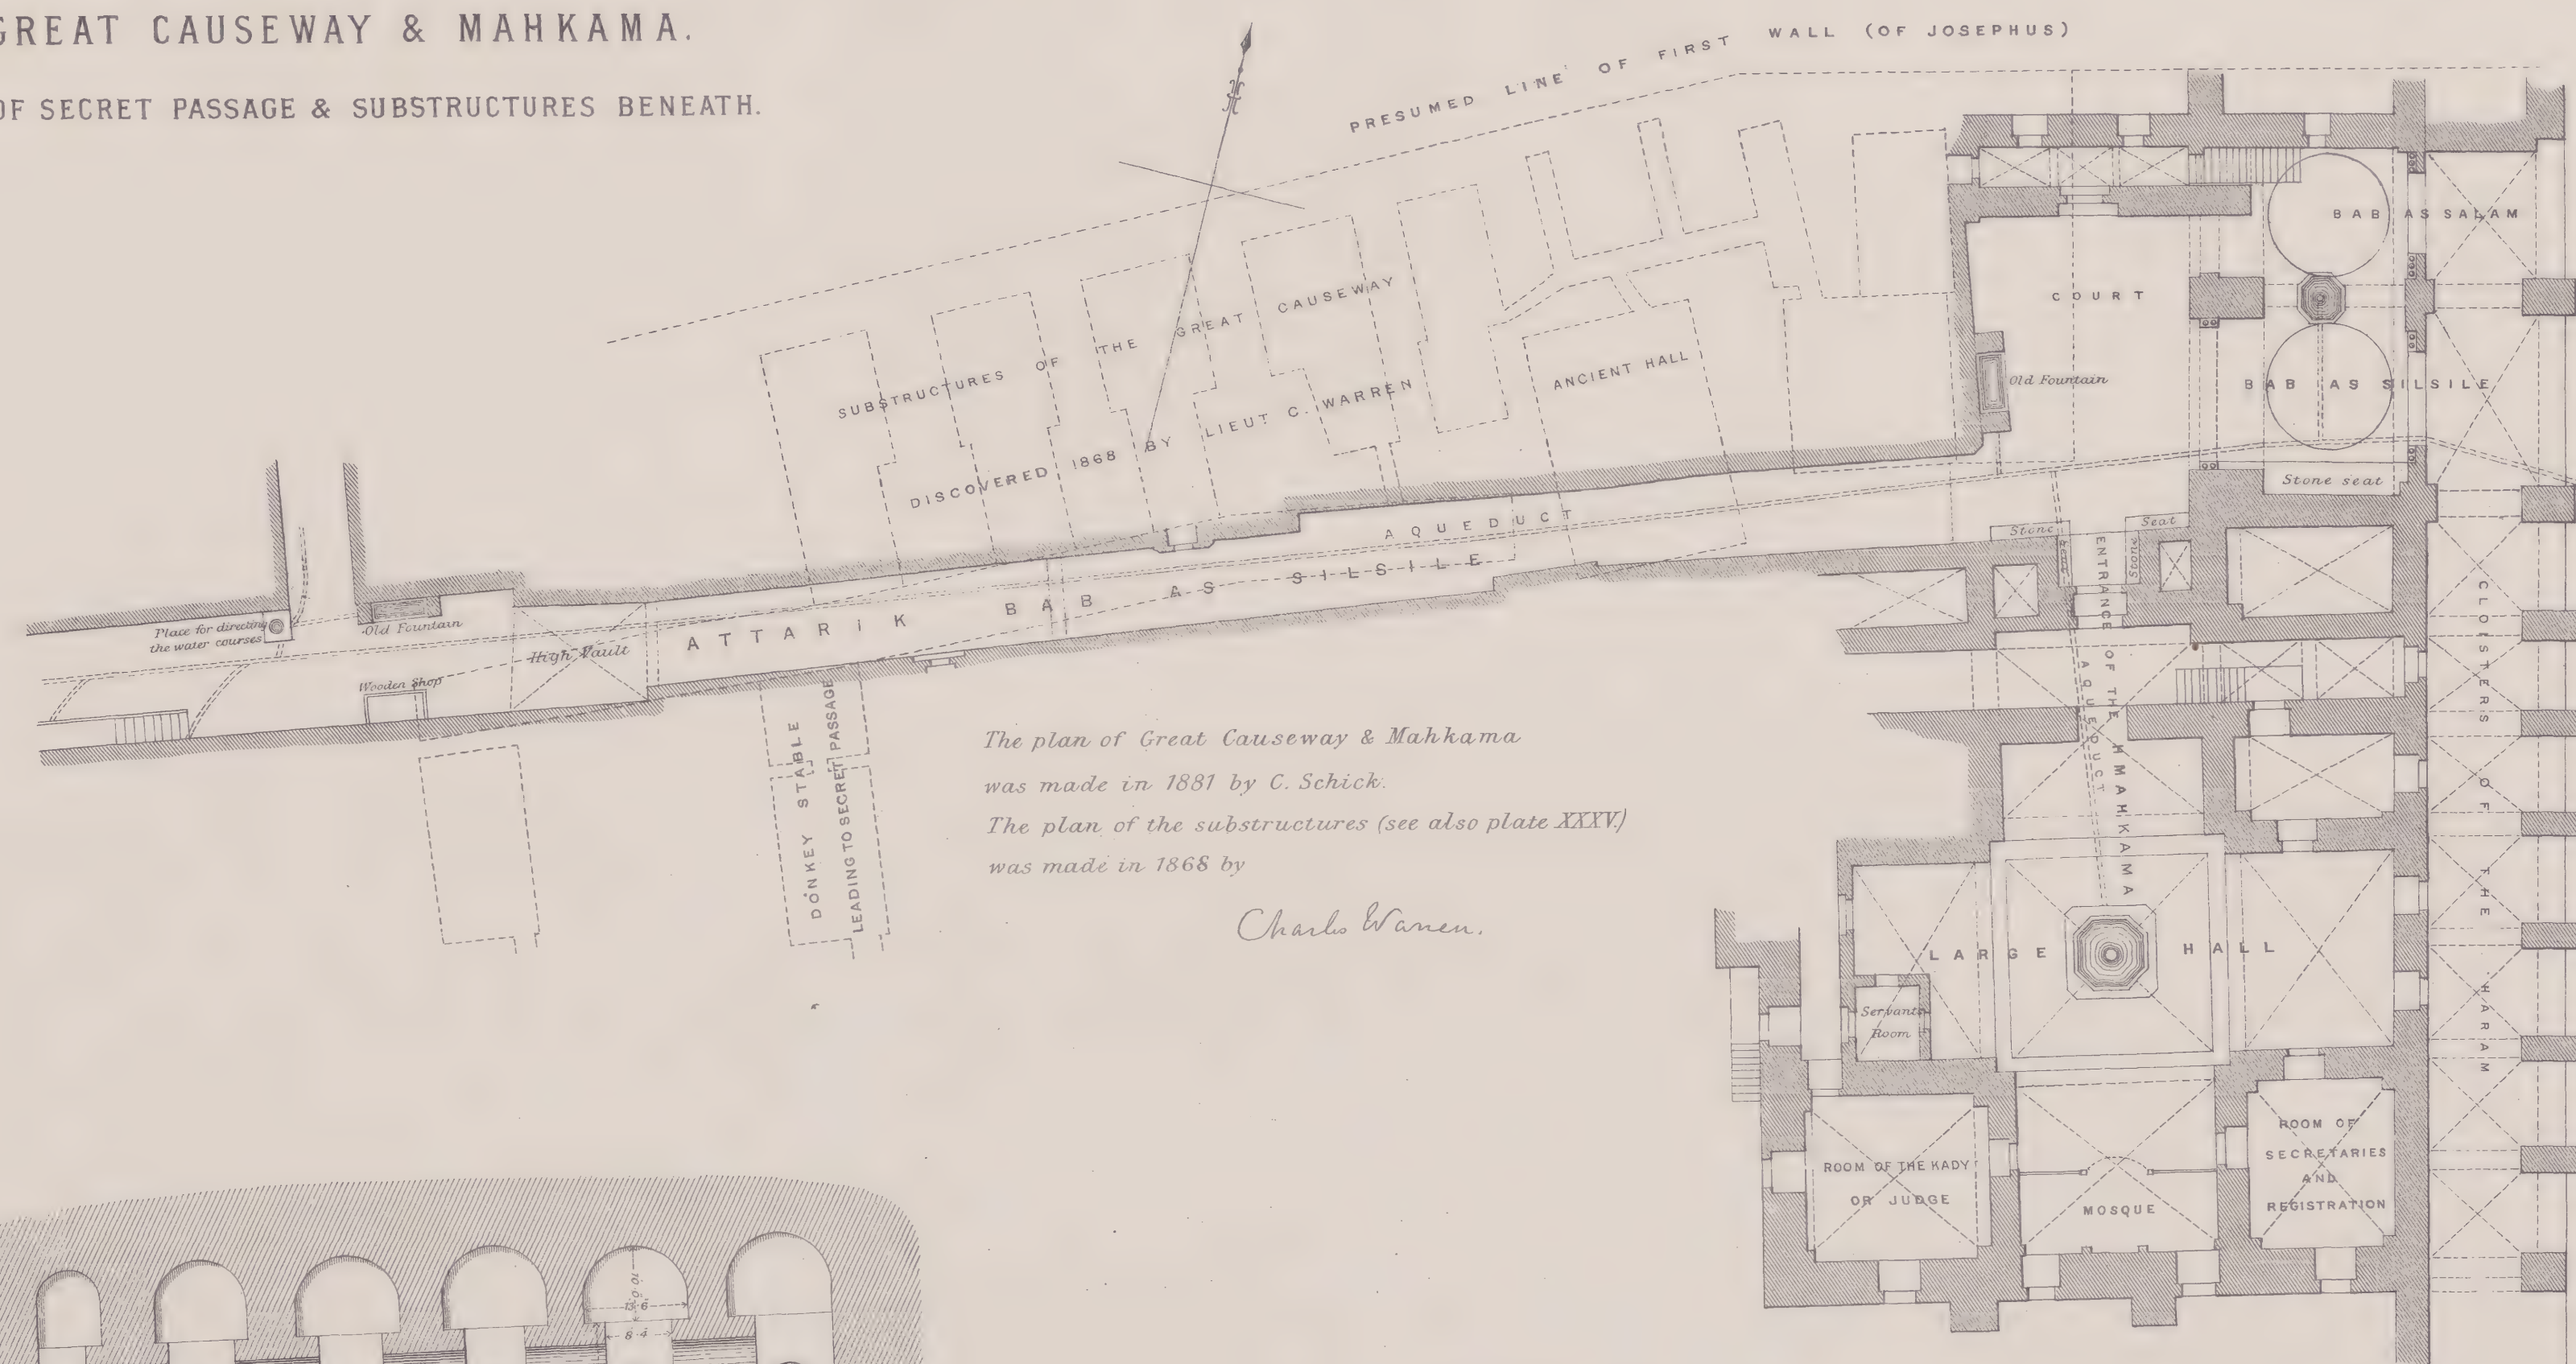 GREAT CAUSEWAY & MAHKAMA.
OF SECRET PASSAGE & SUBSTRUCTURES BENEATH.
PRESUMED LINE OF FIRST WALL (OF JOSEPHUS)
BAB AS SALAM
COURT
Old Fountain
BAB AS SILSILE
Stone seat
SUBSTRUCTURES OF THE GREAT CAUSEWAY
DISCOVERED 1868 BY LIEUT C. WARREN
ANCIENT HALL
AQUEDUCT
ATTARIK BAB AS SILSILE
Place for directing
the water courses
Old Fountain
High Vault
Wooden Shop
Stone
Seat
Stone
ENTRANCE OF THE MAHKAMA
AQUEDUCT
CLOISTERS OF THE HARAM
DONKEY STABLE
LEADING TO SECRET PASSAGE
The plan of Great Causeway & Mahkama
was made in 1881 by C. Schick.
The plan of the substructures (see also plate XXXV.)
was made in 1868 by
Charles Warren.
LARGE HALL
Servants
Room
ROOM OF THE KADY
OR JUDGE
MOSQUE
ROOM OF
SECRETARIES
AND
REGISTRATION
8·4